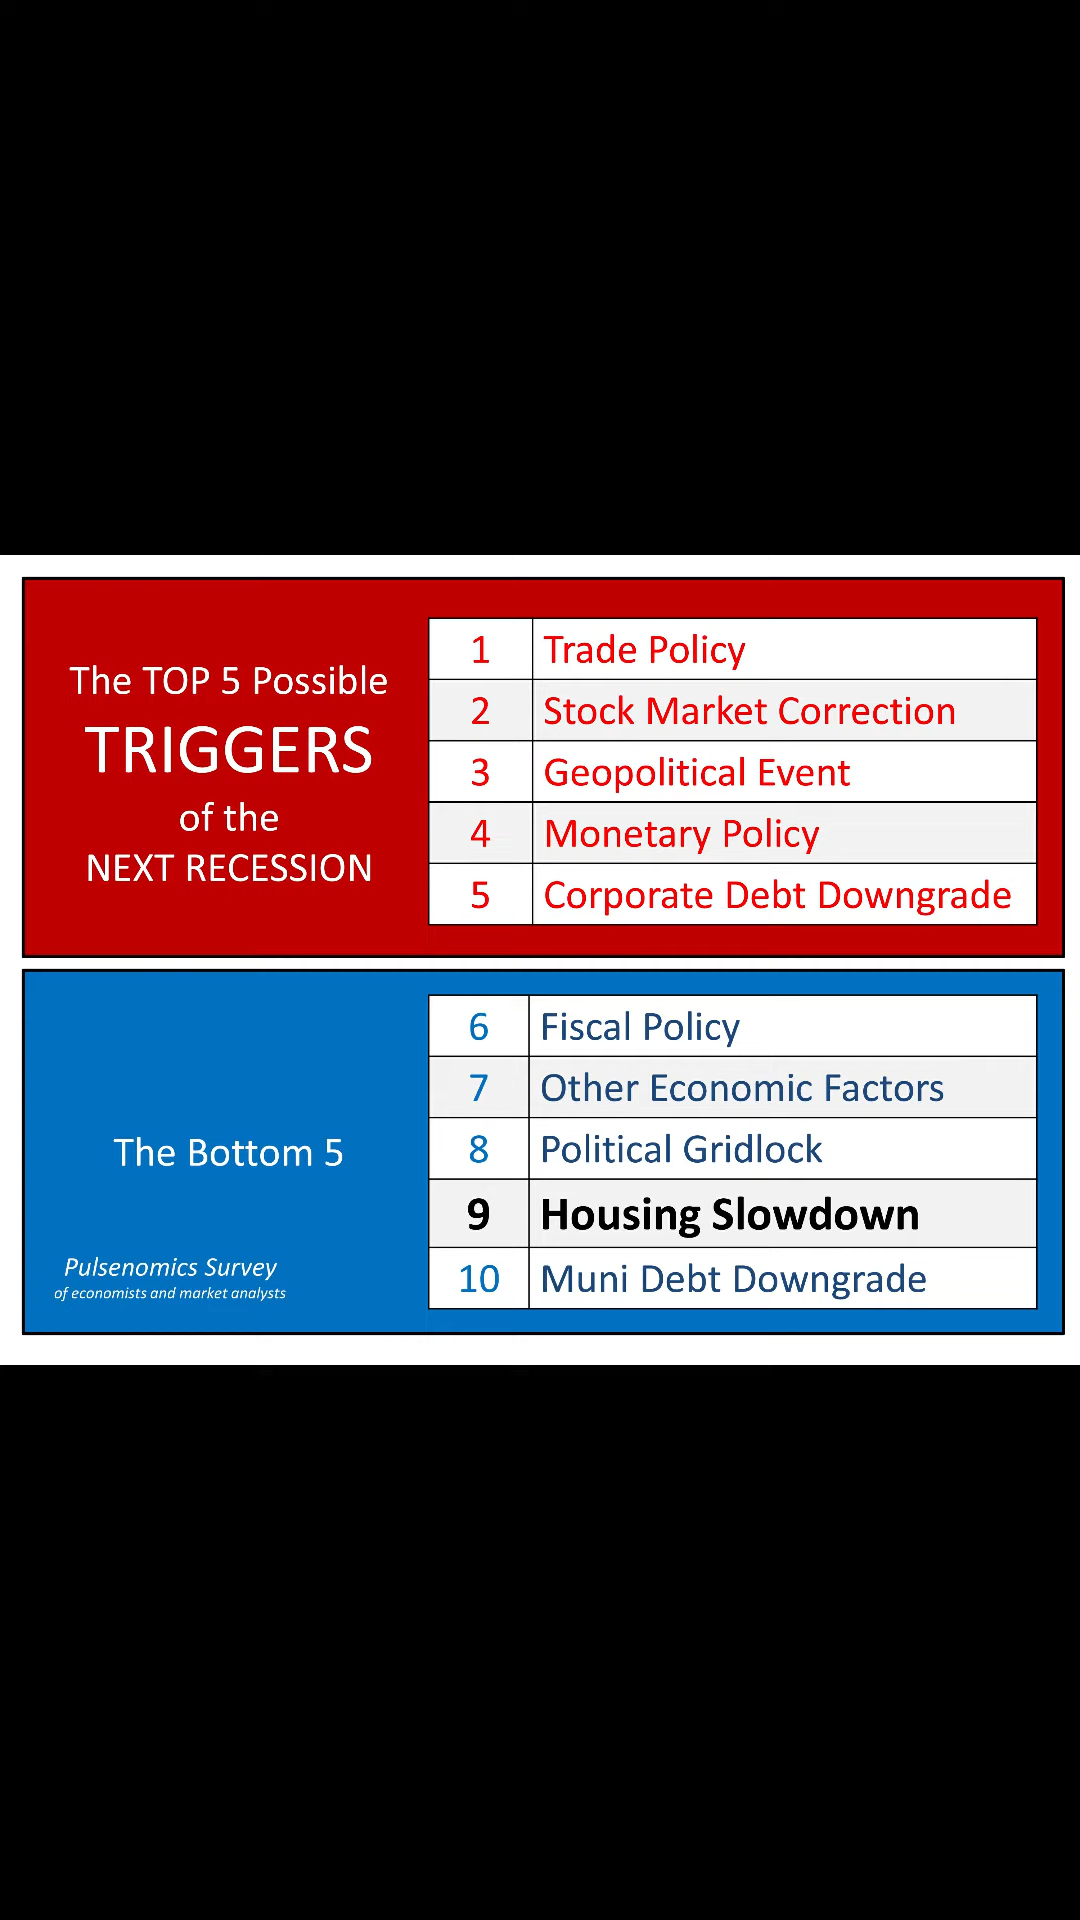 The TOP 5 Possible
TRIGGERS
of the
NEXT RECESSION
1 Trade Policy
2 Stock Market Correction
3 Geopolitical Event
4 Monetary Policy
5 Corporate Debt Downgrade
The Bottom 5
Pulsenomics Survey
of economists and market analysts
6 Fiscal Policy
7 Other Economic Factors
8 Political Gridlock
9 Housing Slowdown
10 Muni Debt Downgrade